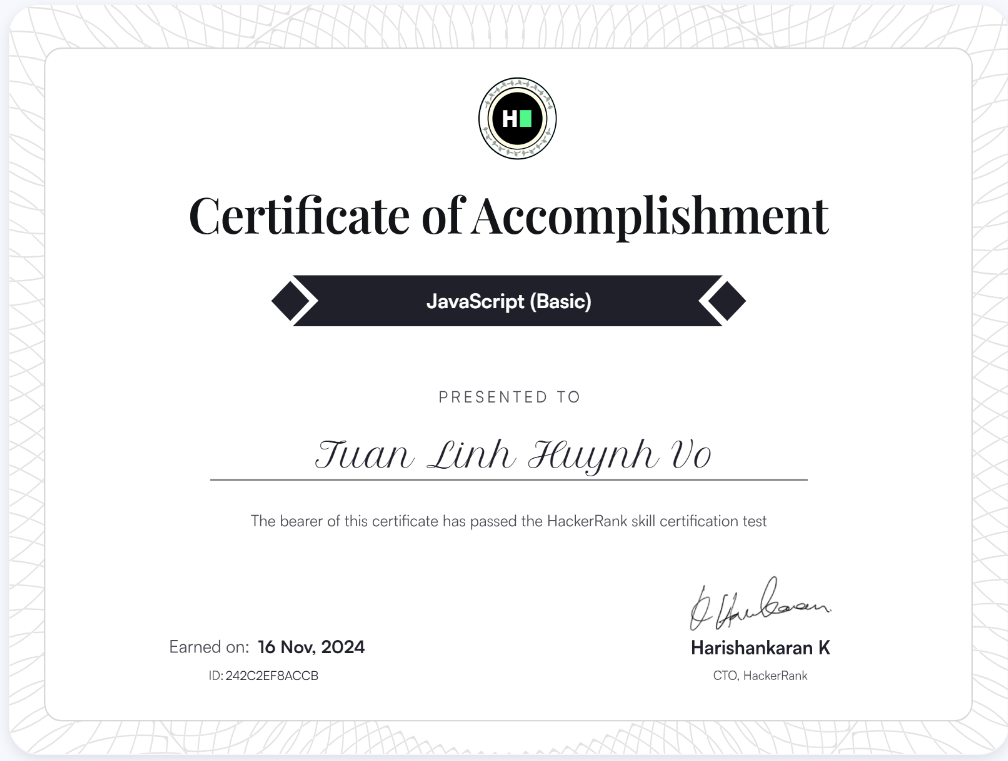 H
Certificate of Accomplishment
JavaScript (Basic)
PRESENTED TO
Tuan Linh Huynh Vo
The bearer of this certificate has passed the HackerRank skill certification test
Earned on: 16 Nov, 2024
Harishankaran K
ID: 242C2EF8ACCB
CTO, HackerRank